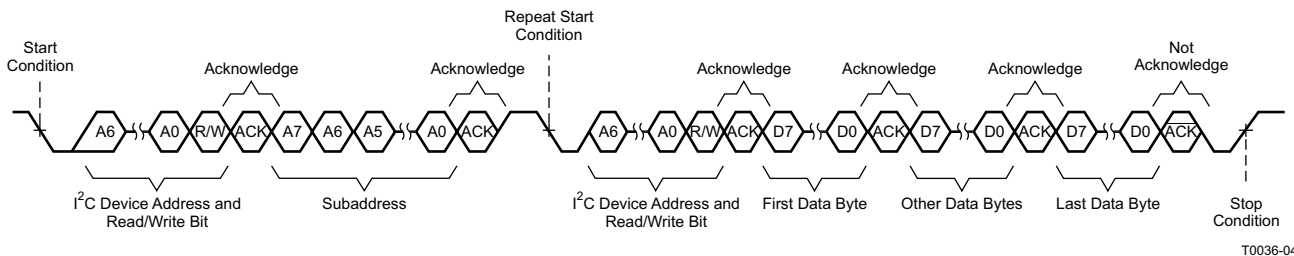 Repeat Start
Condition
Start
Condition
Not
Acknowledge
Acknowledge
Acknowledge
Acknowledge
Acknowledge
Acknowledge
A6 A0 R/W ACK A7 A6 A5 A0 ACK A6 A0 R/W ACK D7 D0 ACK D7 D0 ACK D7 D0 ACK
I²C Device Address and
Read/Write Bit
Subaddress
I²C Device Address and
Read/Write Bit
First Data Byte
Other Data Bytes
Last Data Byte
Stop
Condition
T0036-04